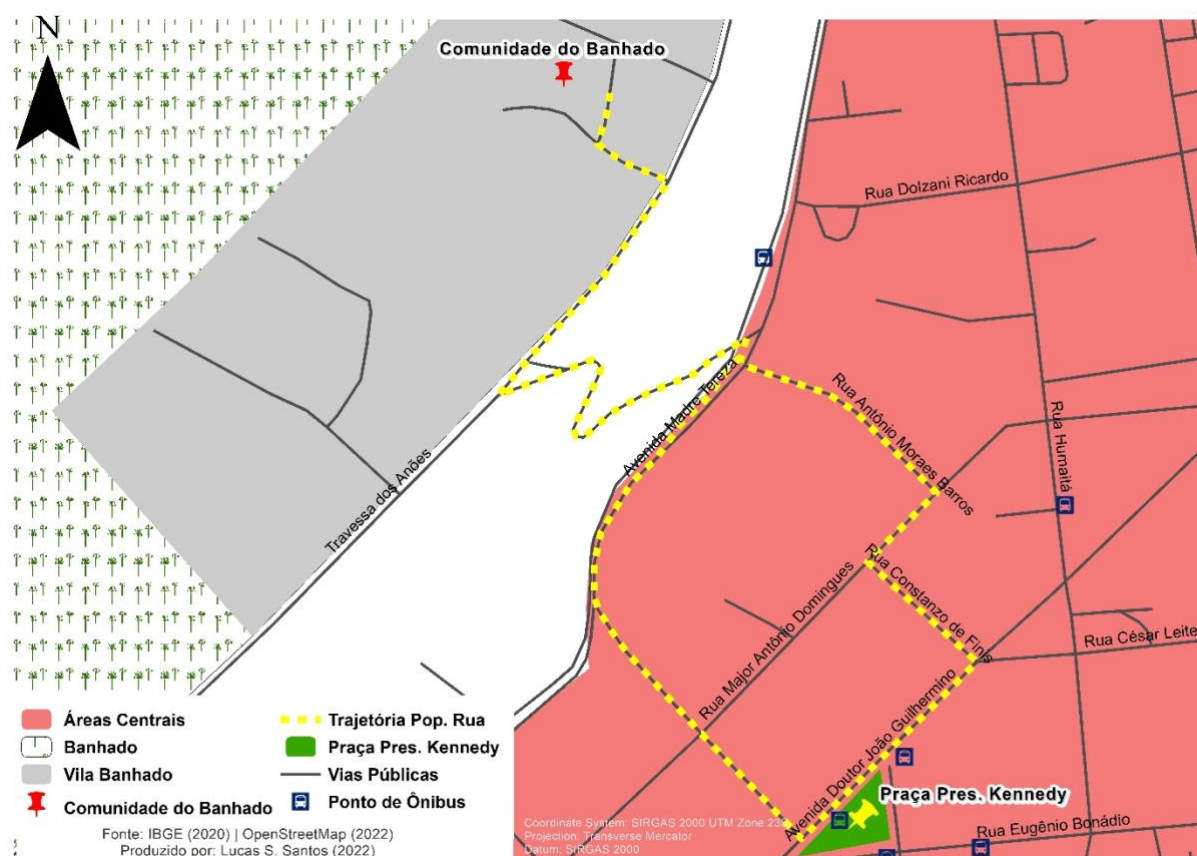 N
Comunidade do Banhado
Rua Dolzani Ricardo
Avenida Madre Tereza
Rua Antônio Moraes Barros
Rua Humaitá
Travessa dos Anões
Rua Constanzo de Finis
Rua Major Antônio Domingues
Rua César Leite
Avenida Doutor João Guilhermino
Praça Pres. Kennedy
Rua Eugênio Bonádio
Áreas Centrais
Banhado
Vila Banhado
Comunidade do Banhado
Trajetória Pop. Rua
Praça Pres. Kennedy
Vias Públicas
Ponto de Ônibus
Fonte: IBGE (2020) | OpenStreetMap (2022)
Produzido por: Lucas S. Santos (2022)
Coordinate System: SIRGAS 2000 UTM Zone
Projection: Transverse Mercator
Datum: SIRGAS 2000